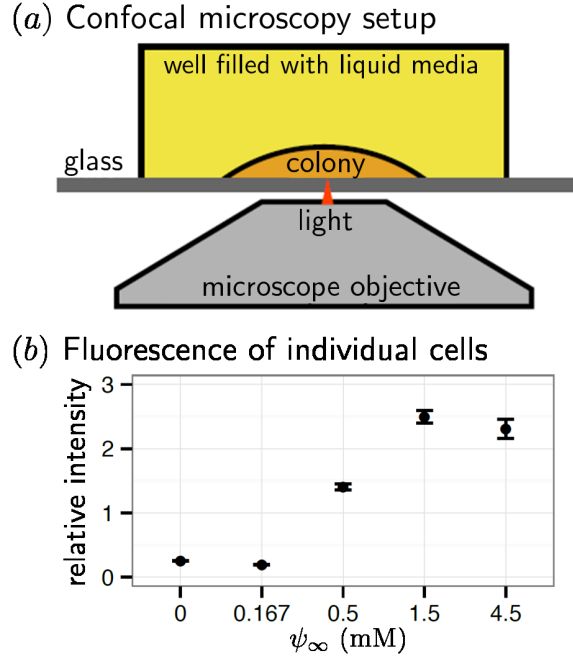 (a) Confocal microscopy setup
well filled with liquid media
glass
colony
light
microscope objective
(b) Fluorescence of individual cells
relative intensity
3
2
1
0
0 0.167 0.5 1.5 4.5
ψ∞ (mM)